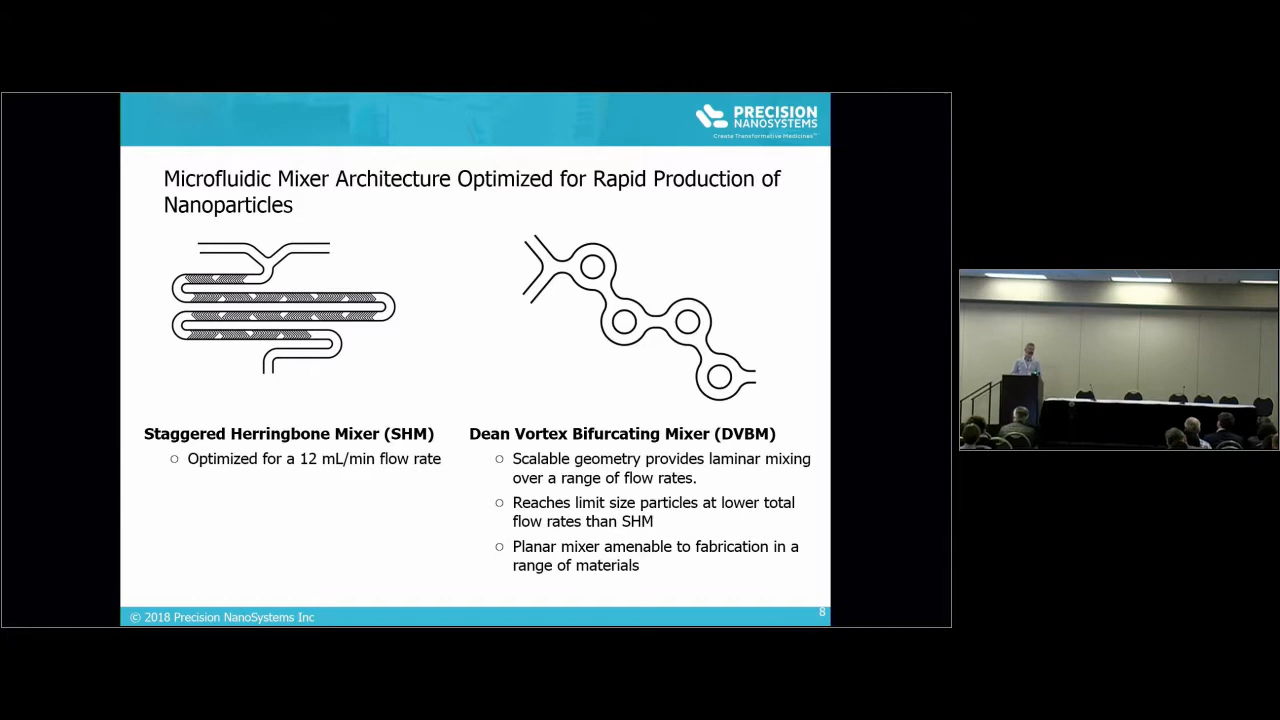 PRECISION
NANOSYSTEMS
Create Transformative Medicines™
Microfluidic Mixer Architecture Optimized for Rapid Production of
Nanoparticles
Staggered Herringbone Mixer (SHM)
○ Optimized for a 12 mL/min flow rate
Dean Vortex Bifurcating Mixer (DVBM)
○ Scalable geometry provides laminar mixing
over a range of flow rates.
○ Reaches limit size particles at lower total
flow rates than SHM
○ Planar mixer amenable to fabrication in a
range of materials
© 2018 Precision NanoSystems Inc
8